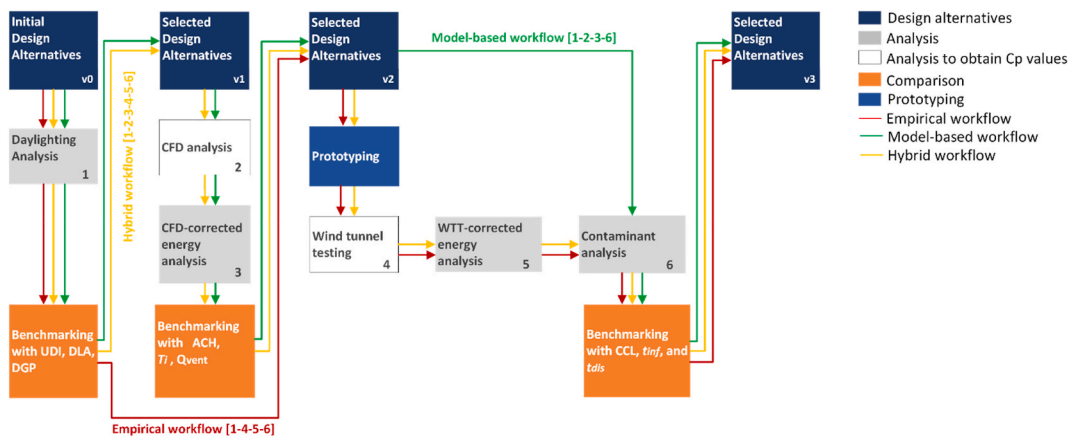 Initial
Design
Alternatives
v0
Daylighting
Analysis
1
Benchmarking
with UDI, DLA,
DGP
Hybrid workflow [1-2-3-4-5-6]
Selected
Design
Alternatives
v1
CFD analysis
2
CFD-corrected
energy
analysis
3
Benchmarking
with ACH,
Ti , Qvent
Empirical workflow [1-4-5-6]
Selected
Design
Alternatives
v2
Prototyping
Wind tunnel
testing
4
WTT-corrected
energy
analysis
5
Model-based workflow [1-2-3-6]
Contaminant
analysis
6
Benchmarking
with CCL, tinf, and
tdis
Selected
Design
Alternatives
v3
Design alternatives
Analysis
Analysis to obtain Cp values
Comparison
Prototyping
Empirical workflow
Model-based workflow
Hybrid workflow